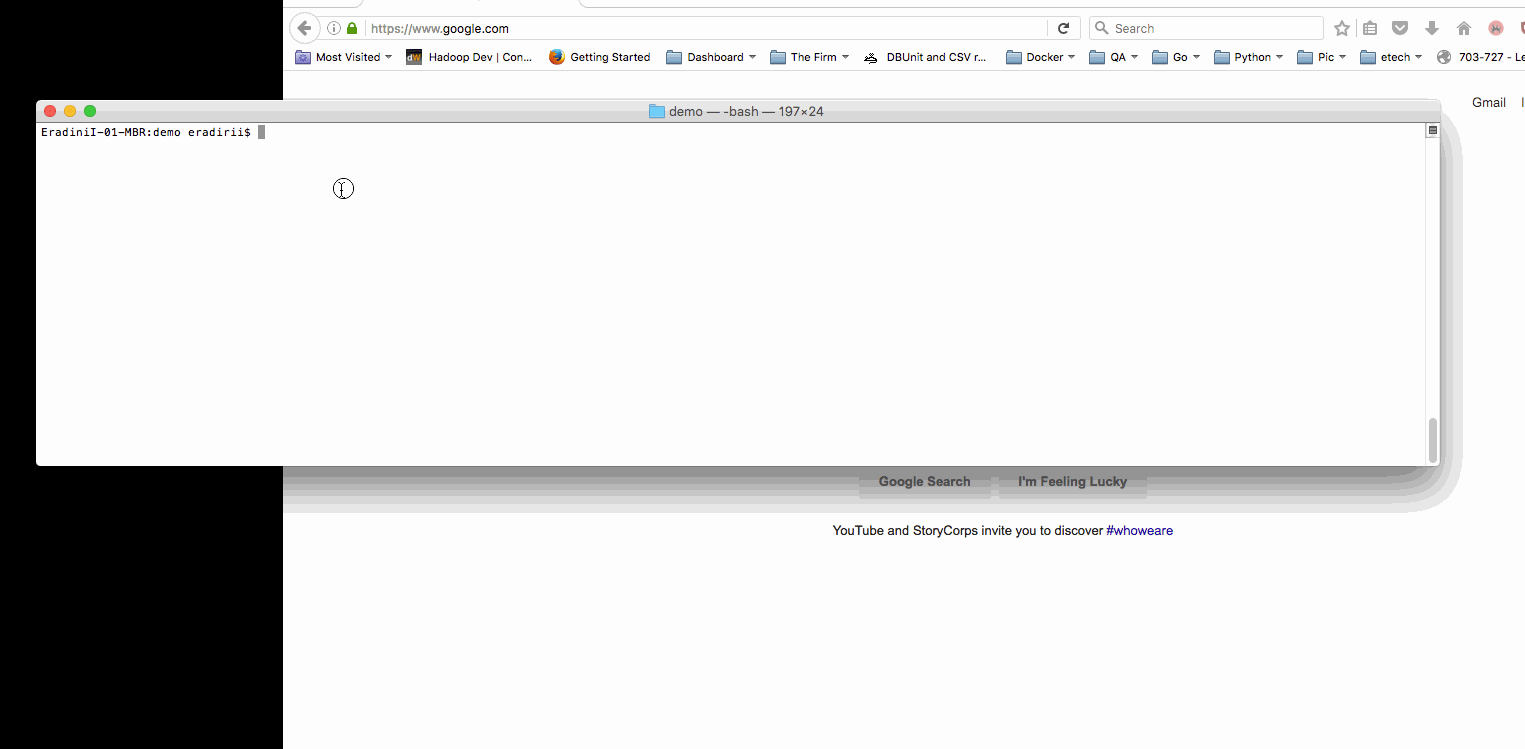 https://www.google.com
Search
Most Visited
dW
Hadoop Dev | Con...
Getting Started
Dashboard
The Firm
DBUnit and CSV r...
Docker
QA
Go
Python
Pic
etech
703-727 - Le
Gmail
demo — -bash — 197×24
EradiniI-01-MBR:demo eradirii$
Google Search
I'm Feeling Lucky
YouTube and StoryCorps invite you to discover #whoweare